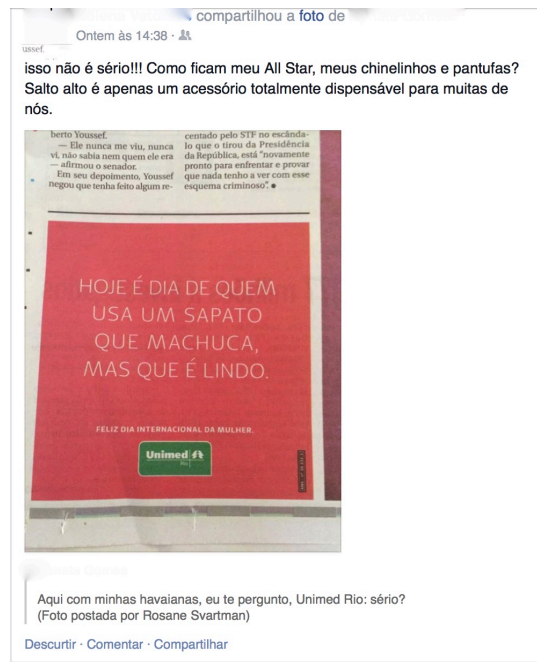 compartilhou a foto de
Ontem às 14:38 ·
ussef.
isso não é sério!!! Como ficam meu All Star, meus chinelinhos e pantufas?
Salto alto é apenas um acessório totalmente dispensável para muitas de
nós.
berto Youssef.
— Ele nunca me viu, nunca
vi, não sabia nem quem ele era
— afirmou o senador.
Em seu depoimento, Youssef
negou que tenha feito algum re-
centado pelo STF no escânda-
lo que o tirou da Presidência
da República, está "novamente
pronto para enfrentar e provar
que nada tenho a ver com esse
esquema criminoso". ●
HOJE É DIA DE QUEM
USA UM SAPATO
QUE MACHUCA,
MAS QUE É LINDO.
FELIZ DIA INTERNACIONAL DA MULHER.
Unimed
Rio
Aqui com minhas havaianas, eu te pergunto, Unimed Rio: sério?
(Foto postada por Rosane Svartman)
Descurtir · Comentar · Compartilhar